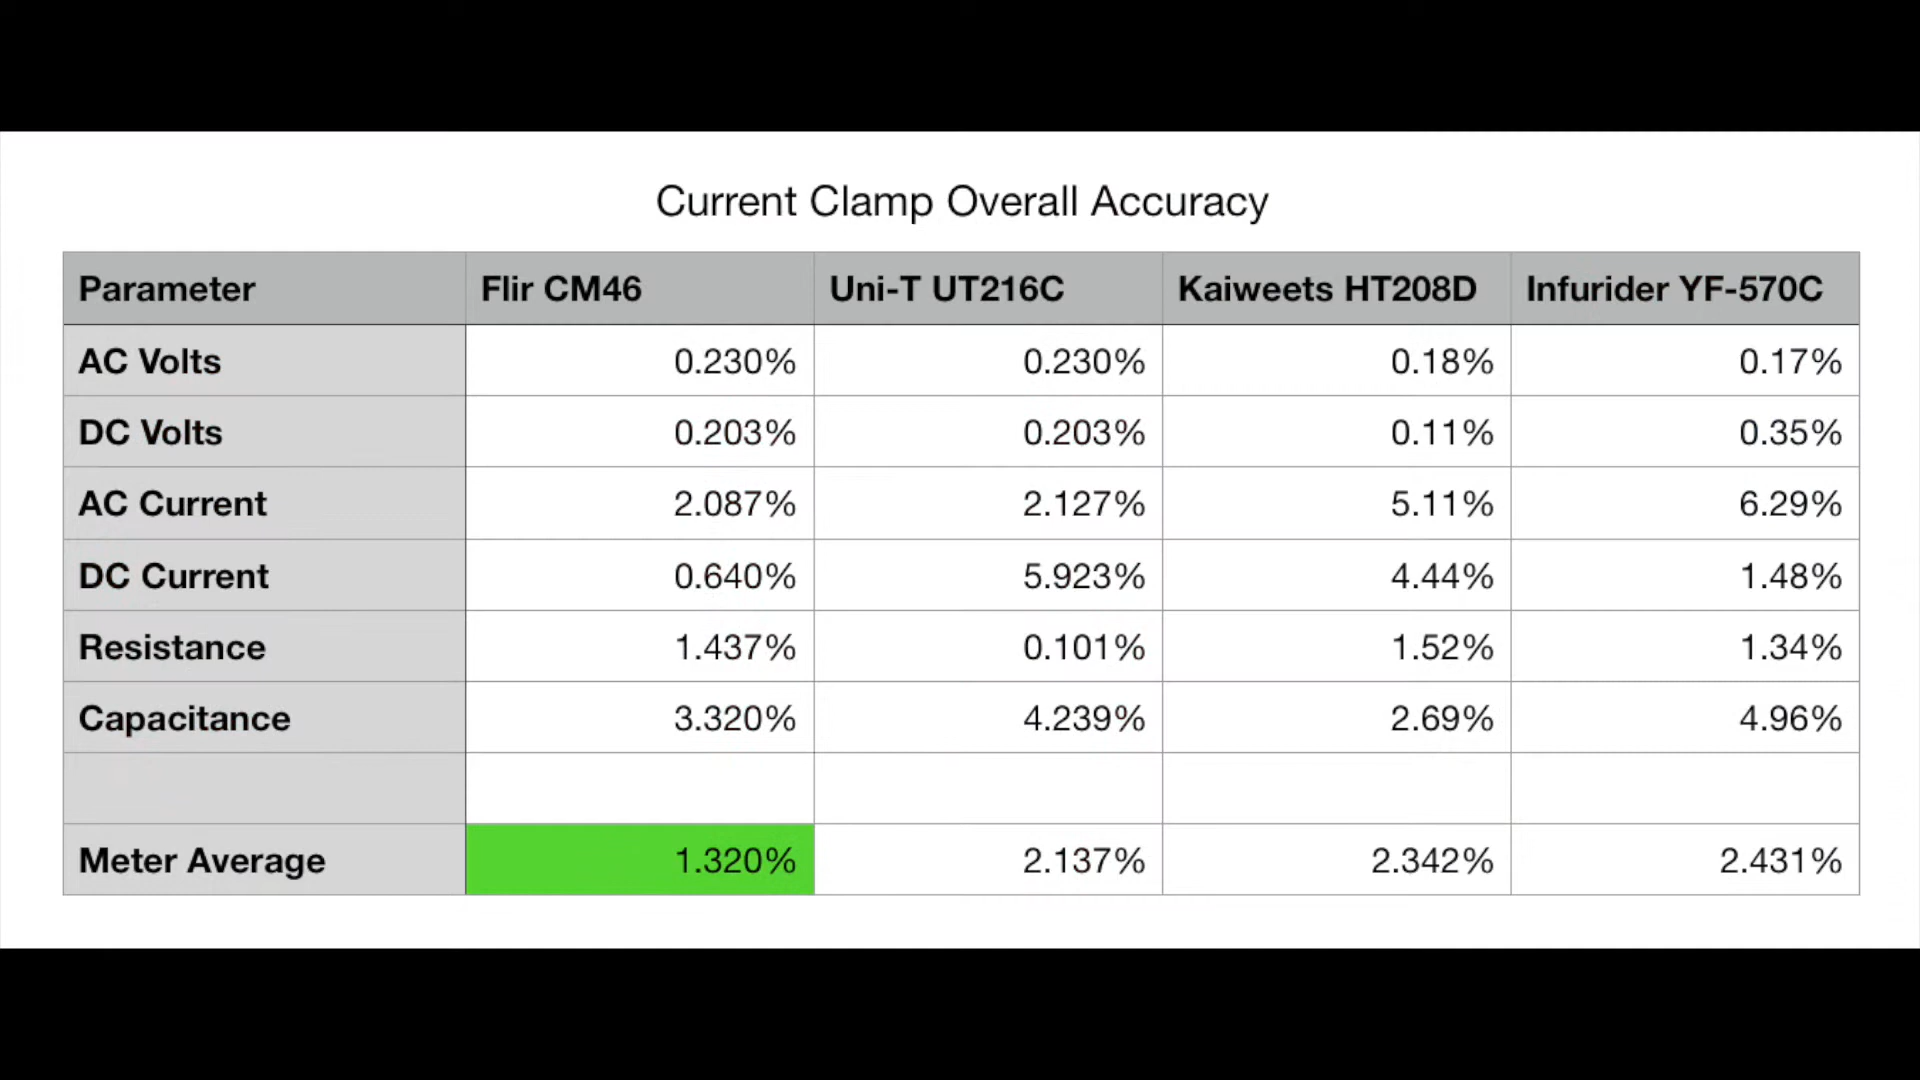 Current Clamp Overall Accuracy
Parameter Flir CM46 Uni-T UT216C Kaiweets HT208D Infurider YF-570C
AC Volts 0.230% 0.230% 0.18% 0.17%
DC Volts 0.203% 0.203% 0.11% 0.35%
AC Current 2.087% 2.127% 5.11% 6.29%
DC Current 0.640% 5.923% 4.44% 1.48%
Resistance 1.437% 0.101% 1.52% 1.34%
Capacitance 3.320% 4.239% 2.69% 4.96%
Meter Average 1.320% 2.137% 2.342% 2.431%